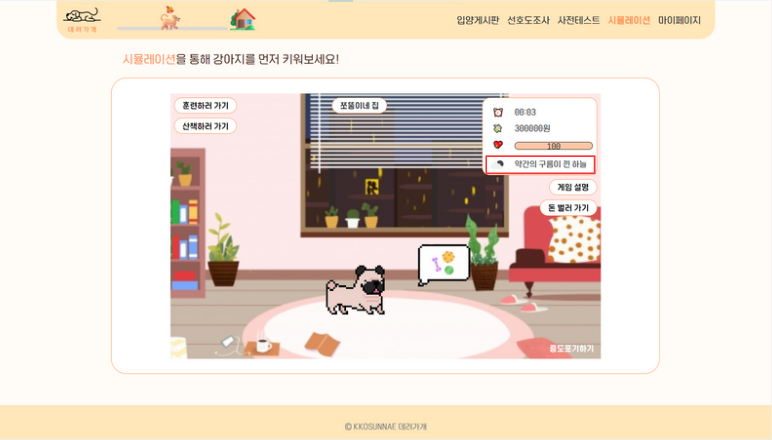 데려가개
입양게시판 선호도조사 사전테스트 시뮬레이션 마이페이지
시뮬레이션을 통해 강아지를 먼저 키워보세요!
훈련하러 가기
산책하러 가기
쪼꼼이네 집
00:03
300000원
100
약간의 구름이 낀 하늘
게임 설명
돈 벌러 가기
중도포기하기
© KKOSUNNAE 데려가개